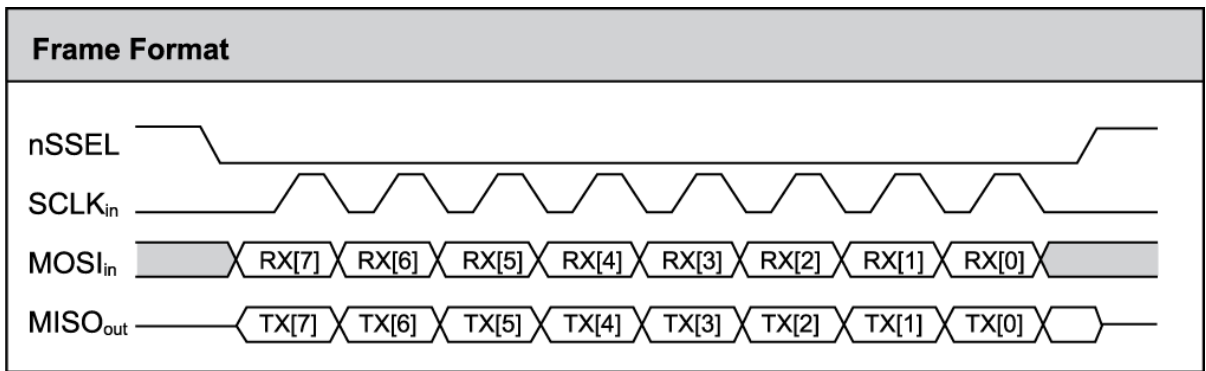 Frame Format
nSSEL
SCLKin
MOSIin RX[7] RX[6] RX[5] RX[4] RX[3] RX[2] RX[1] RX[0]
MISOout TX[7] TX[6] TX[5] TX[4] TX[3] TX[2] TX[1] TX[0]